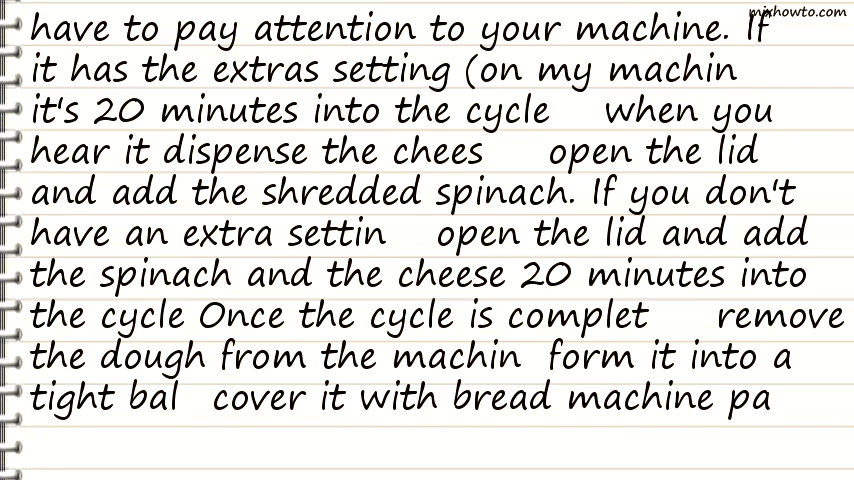 mixhowto.com
have to pay attention to your machine. If
it has the extras setting (on my machin
it's 20 minutes into the cycle when you
hear it dispense the chees open the lid
and add the shredded spinach. If you don't
have an extra settin open the lid and add
the spinach and the cheese 20 minutes into
the cycle Once the cycle is complet remove
the dough from the machin form it into a
tight bal cover it with bread machine pa